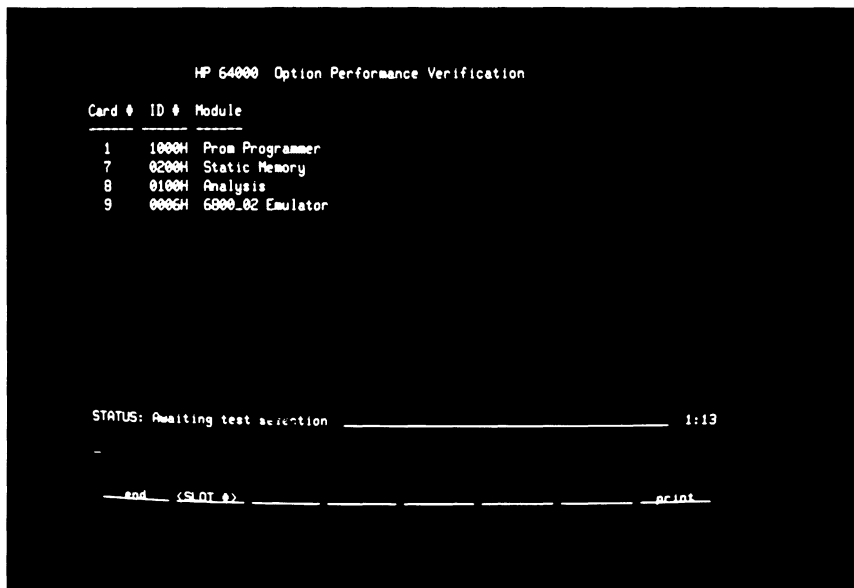 HP 64000 Option Performance Verification
Card # ID # Module
1 1000H Prom Programmer
7 0200H Static Memory
8 0100H Analysis
9 0006H 6800_02 Emulator
STATUS: Awaiting test selection 1:13
end <SLOT #> print